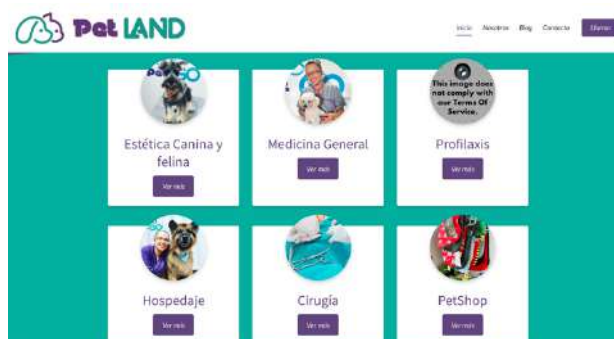 Pet LAND
Inicio Nosotros Blog Contacto
Estética Canina y
felina
Ver más
Medicina General
Ver más
This image does
not comply with
our Terms Of
Service.
Profilaxis
Ver más
Hospedaje
Ver más
Cirugía
Ver más
PetShop
Ver más